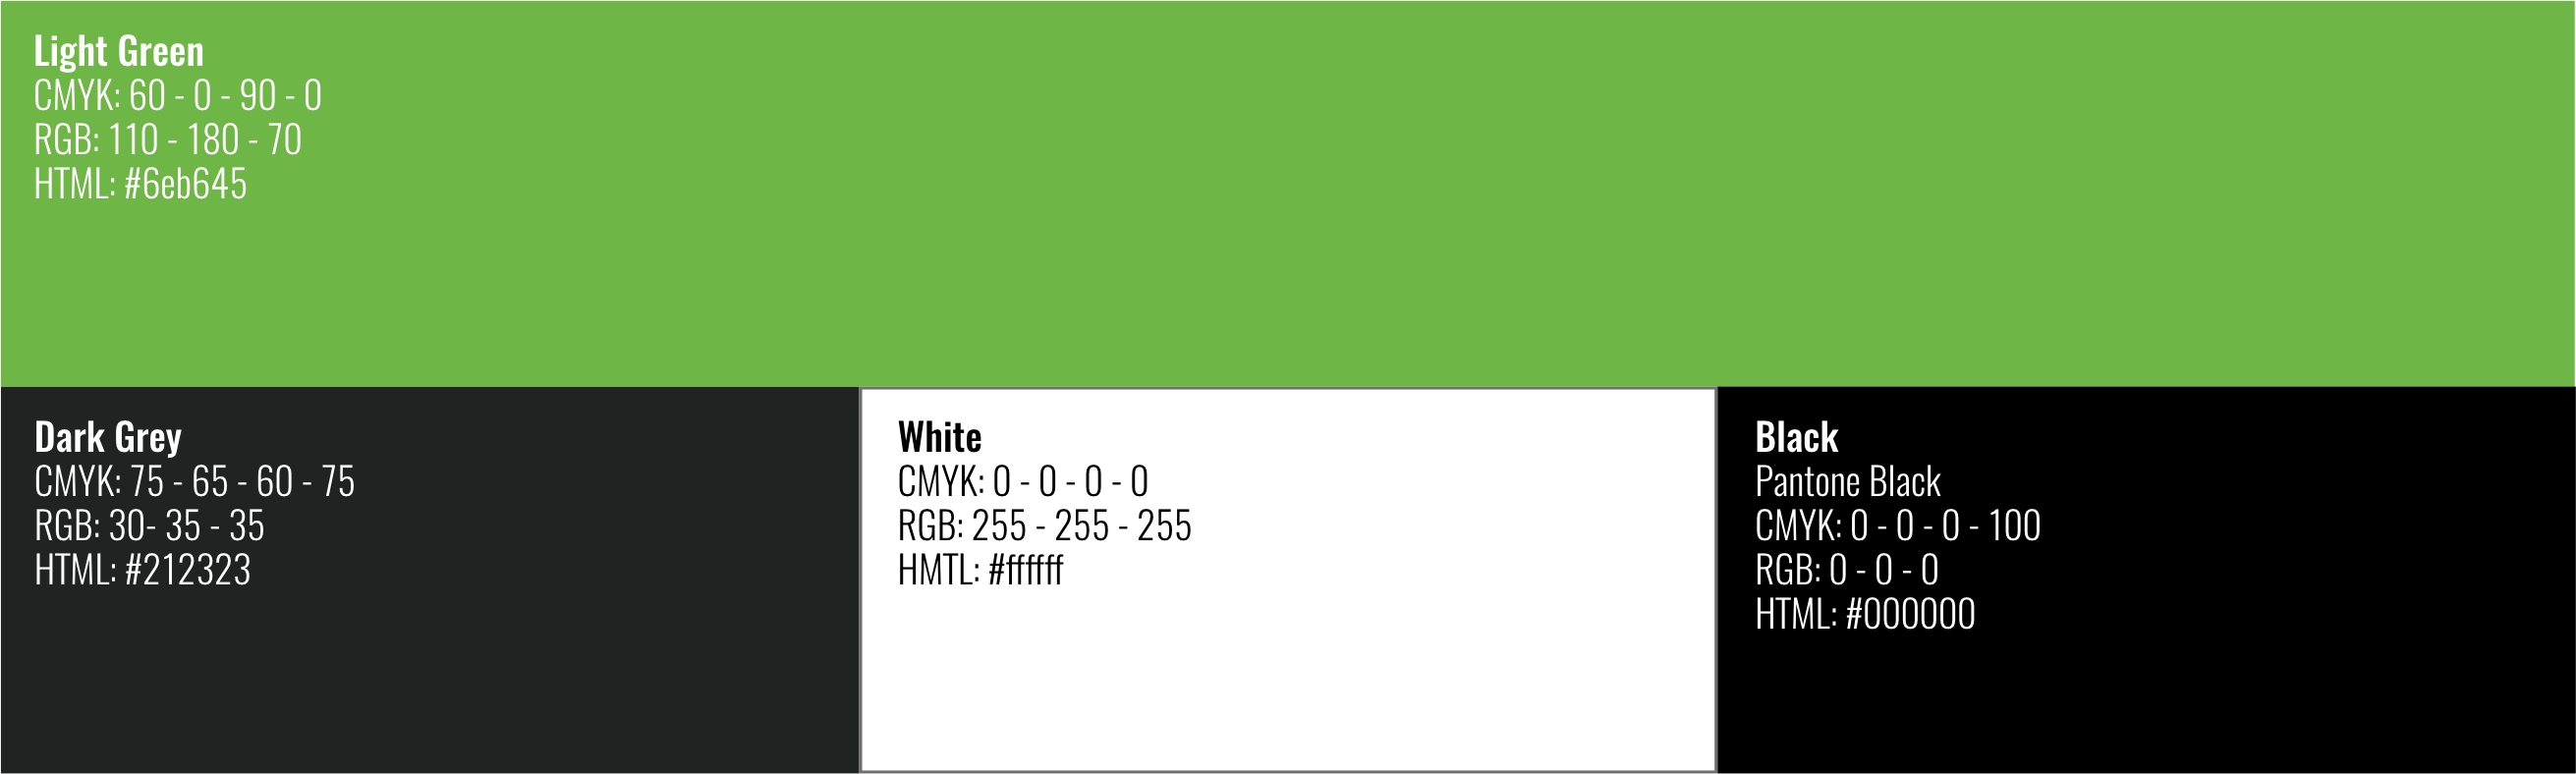 Light Green
CMYK: 60 - 0 - 90 - 0
RGB: 110 - 180 - 70
HTML: #6eb645
Dark Grey
CMYK: 75 - 65 - 60 - 75
RGB: 30- 35 - 35
HTML: #212323
White
CMYK: 0 - 0 - 0 - 0
RGB: 255 - 255 - 255
HMTL: #ffffff
Black
Pantone Black
CMYK: 0 - 0 - 0 - 100
RGB: 0 - 0 - 0
HTML: #000000